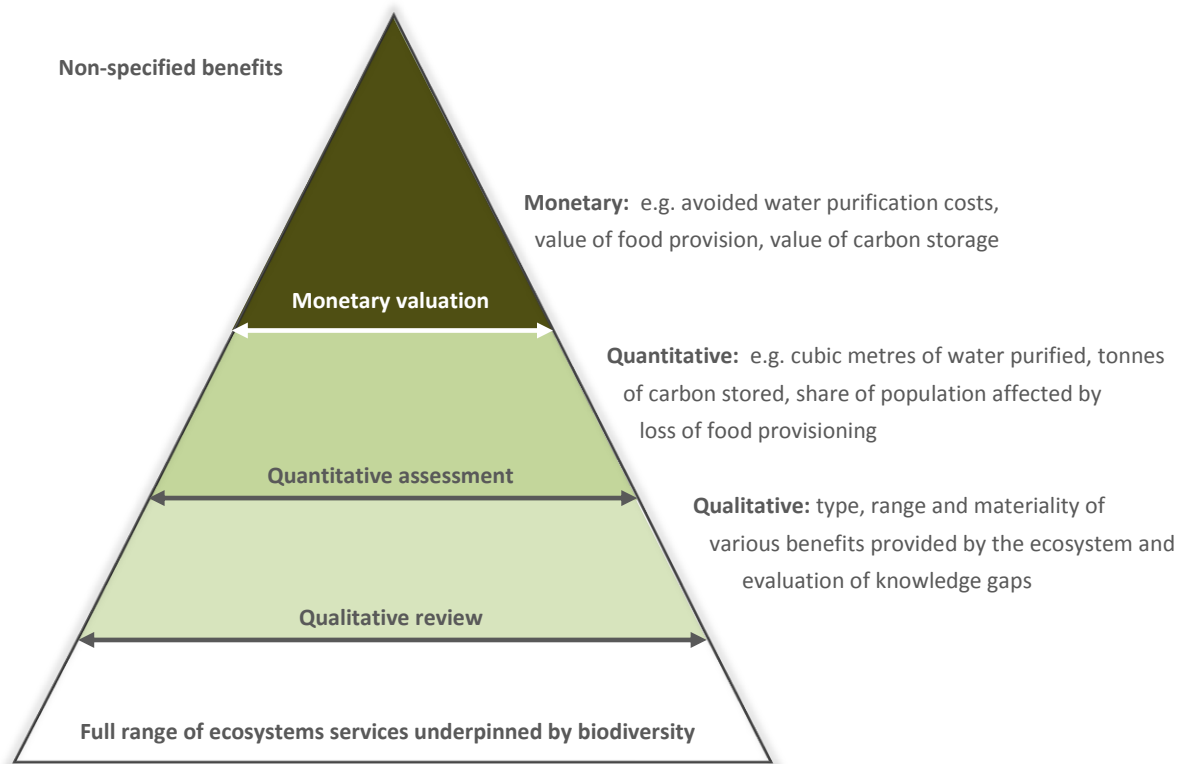 Non-specified benefits
Monetary: e.g. avoided water purification costs,
value of food provision, value of carbon storage
Monetary valuation
Quantitative: e.g. cubic metres of water purified, tonnes
of carbon stored, share of population affected by
loss of food provisioning
Quantitative assessment
Qualitative: type, range and materiality of
various benefits provided by the ecosystem and
evaluation of knowledge gaps
Qualitative review
Full range of ecosystems services underpinned by biodiversity